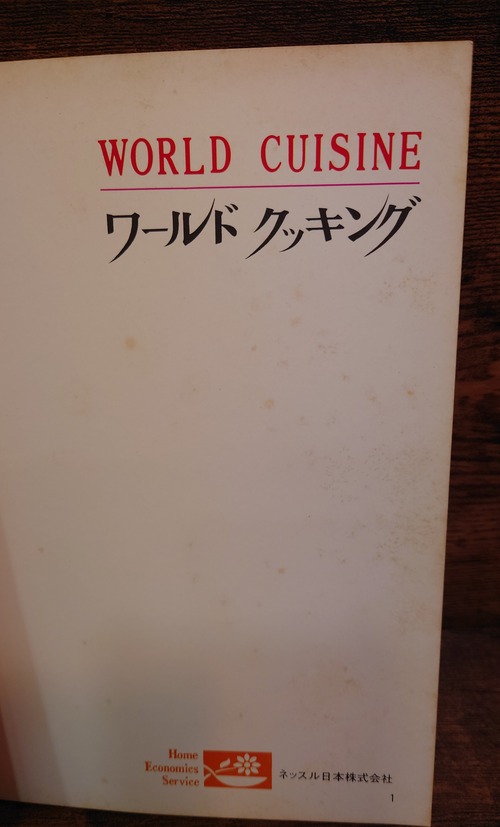 WORLD CUISINE
ワールド クッキング
Home
Economics
Service
ネッスル日本株式会社
1